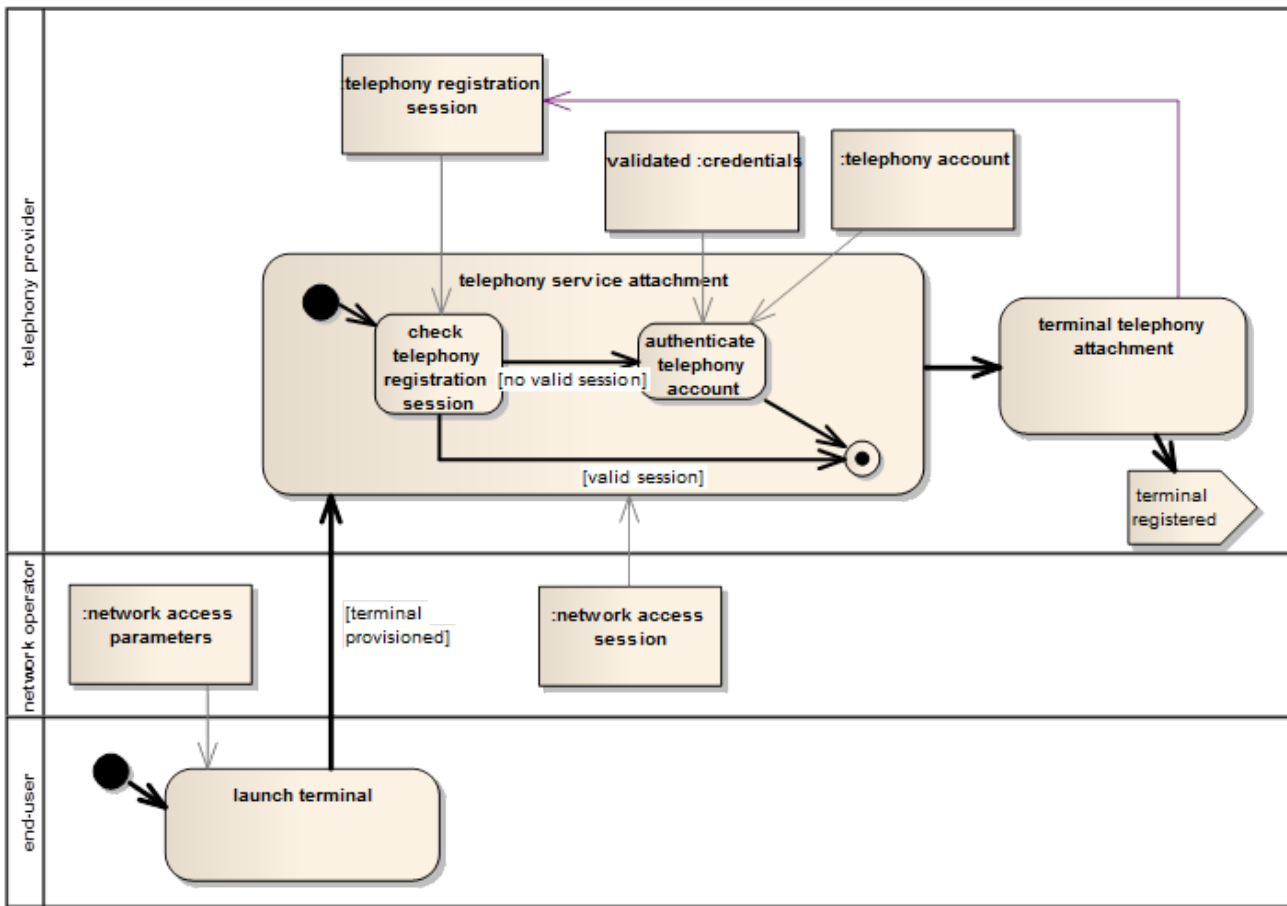 telephony provider
:telephony registration
session
validated :credentials
:telephony account
telephony service attachment
check
telephony
registration
session
[no valid session]
authenticate
telephony
account
[valid session]
terminal telephony
attachment
terminal
registered
network operator
:network access
parameters
[terminal
provisioned]
:network access
session
end-user
launch terminal